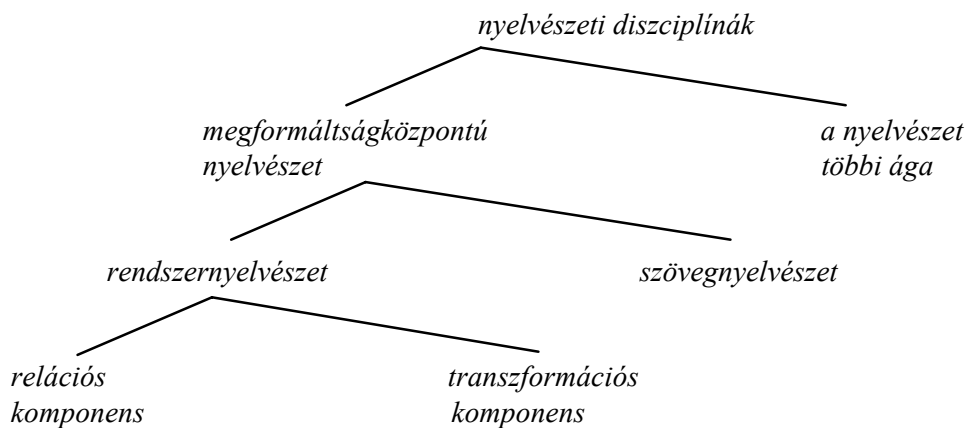 nyelvészeti diszciplínák
megformáltságközpontú
nyelvészet
a nyelvészet
többi ága
rendszernyelvészet
szövegnyelvészet
relációs
komponens
transzformációs
komponens